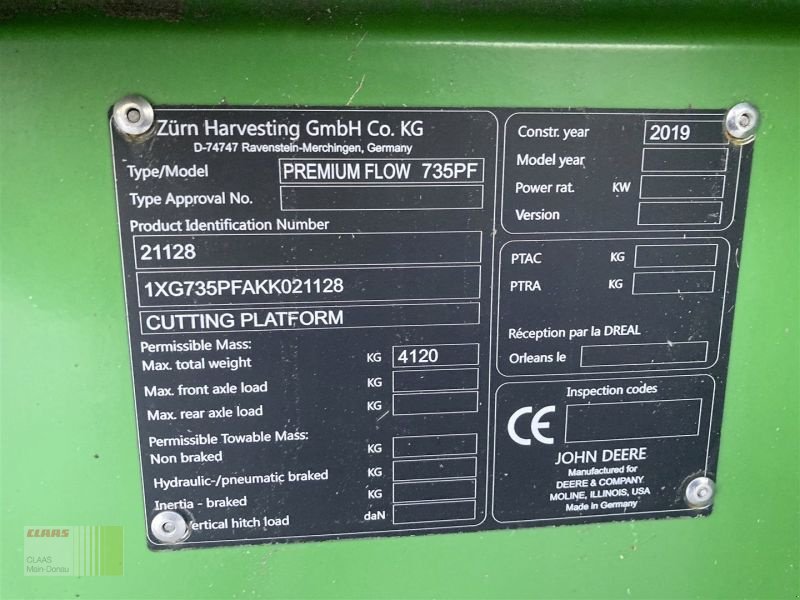 Zürn Harvesting GmbH Co. KG
D-74747 Ravenstein-Merchingen, Germany
Type/Model PREMIUM FLOW 735PF
Type Approval No.
Product Identification Number
21128
1XG735PFAKK021128
CUTTING PLATFORM
Permissible Mass:
Max. total weight KG 4120
Max. front axle load KG
Max. rear axle load KG
Permissible Towable Mass:
Non braked KG
Hydraulic-/pneumatic braked KG
Inertia - braked KG
Vertical hitch load daN
Constr. year 2019
Model year
Power rat. KW
Version
PTAC KG
PTRA KG
Réception par la DREAL
Orleans le
Inspection codes
CE
JOHN DEERE
Manufactured for
DEERE & COMPANY
MOLINE, ILLINOIS, USA
Made in Germany
CLAAS
CLAAS
Main-Donau